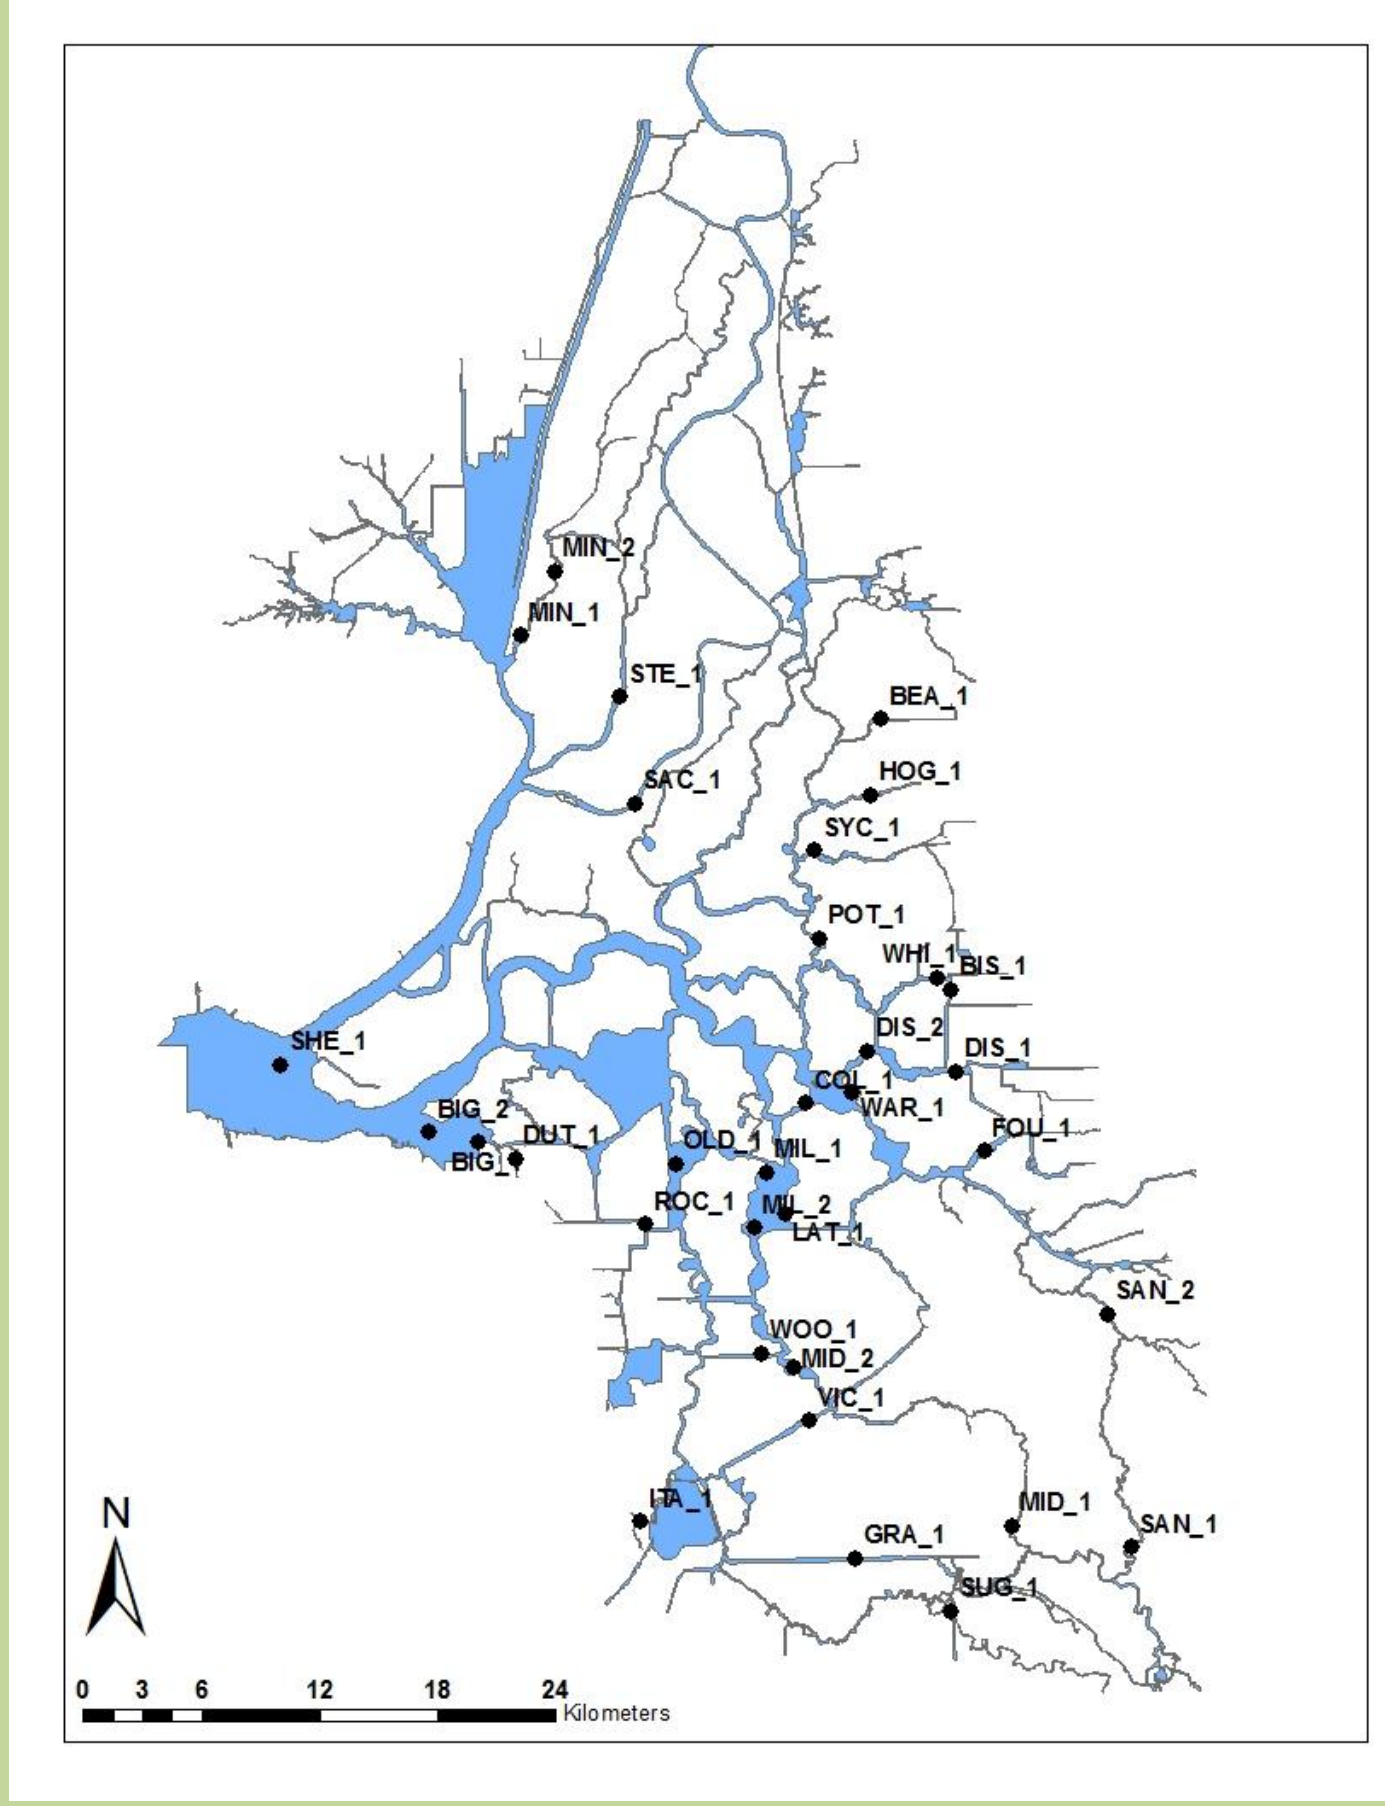 MIN_2
MIN_1
STE_1
BEA_1
SAC_1
HOG_1
SYC_1
POT_1
WHI_1
BIS_1
DIS_2
SHE_1
DIS_1
COL_1
WAR_1
BIG_2
FOU_1
DUT_1
OLD_1
MIL_1
BIG_
ROC_1
MIL_2
LAT_1
SAN_2
WOO_1
MID_2
VIC_1
ITA_1
MID_1
N
SAN_1
GRA_1
SUG_1
0 3 6 12 18 24
Kilometers